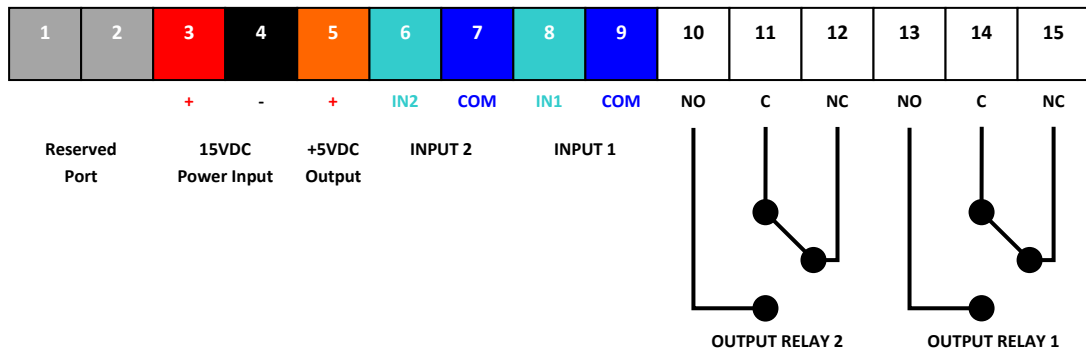 1 2 3 4 5 6 7 8 9 10 11 12 13 14 15
+ - + IN2 COM IN1 COM NO C NC NO C NC
Reserved 15VDC +5VDC INPUT 2 INPUT 1
Port Power Input Output
OUTPUT RELAY 2 OUTPUT RELAY 1